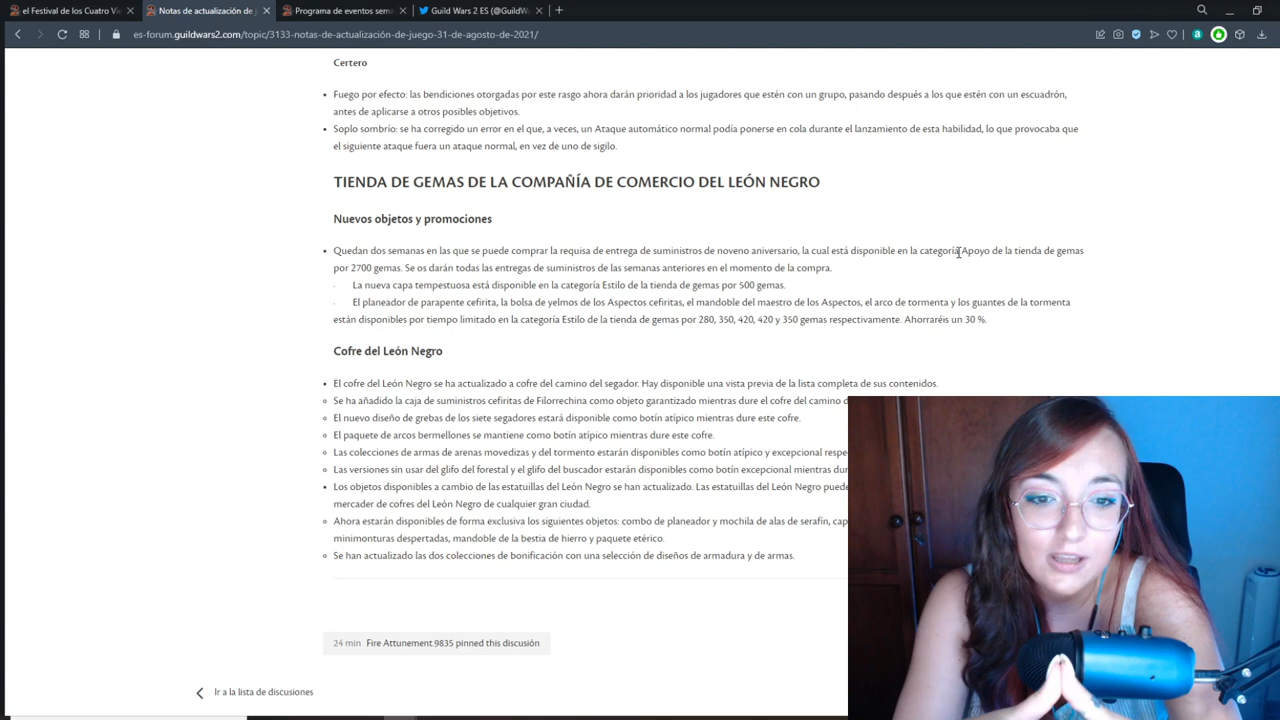 el Festival de los Cuatro Vie
Notas de actualización de j
Programa de eventos sema
Guild Wars 2 ES (@GuildWa
es-forum.guildwars2.com/topic/3133-notas-de-actualización-de-juego-31-de-agosto-de-2021/
Certero
Fuego por efecto: las bendiciones otorgadas por este rasgo ahora darán prioridad a los jugadores que estén con un grupo, pasando después a los que estén con un escuadrón,
antes de aplicarse a otros posibles objetivos.
Soplo sombrío: se ha corregido un error en el que, a veces, un Ataque automático normal podía ponerse en cola durante el lanzamiento de esta habilidad, lo que provocaba que
el siguiente ataque fuera un ataque normal, en vez de uno de sigilo.
TIENDA DE GEMAS DE LA COMPAÑÍA DE COMERCIO DEL LEÓN NEGRO
Nuevos objetos y promociones
Quedan dos semanas en las que se puede comprar la requisa de entrega de suministros de noveno aniversario, la cual está disponible en la categoría Apoyo de la tienda de gemas
por 2700 gemas. Se os darán todas las entregas de suministros de las semanas anteriores en el momento de la compra.
La nueva capa tempestuosa está disponible en la categoría Estilo de la tienda de gemas por 500 gemas.
El planeador de parapente cefirita, la bolsa de yelmos de los Aspectos cefiritas, el mandoble del maestro de los Aspectos, el arco de tormenta y los guantes de la tormenta
están disponibles por tiempo limitado en la categoría Estilo de la tienda de gemas por 280, 350, 420, 420 y 350 gemas respectivamente. Ahorraréis un 30 %.
Cofre del León Negro
El cofre del León Negro se ha actualizado a cofre del camino del segador. Hay disponible una vista previa de la lista completa de sus contenidos.
Se ha añadido la caja de suministros cefiritas de Filorrechina como objeto garantizado mientras dure el cofre del camino d
El nuevo diseño de grebas de los siete segadores estará disponible como botín atípico mientras dure este cofre.
El paquete de arcos bermellones se mantiene como botín atípico mientras dure este cofre.
Las colecciones de armas de arenas movedizas y del tormento estarán disponibles como botín atípico y excepcional respe
Las versiones sin usar del glifo del forestal y el glifo del buscador estarán disponibles como botín excepcional mientras dur
Los objetos disponibles a cambio de las estatuillas del León Negro se han actualizado. Las estatuillas del León Negro puede
mercader de cofres del León Negro de cualquier gran ciudad.
Ahora estarán disponibles de forma exclusiva los siguientes objetos: combo de planeador y mochila de alas de serafín, cap
minimonturas despertadas, mandoble de la bestia de hierro y paquete etérico.
Se han actualizado las dos colecciones de bonificación con una selección de diseños de armadura y de armas.
24 min Fire Attunement.9835 pinned this discusión
Ir a la lista de discusiones